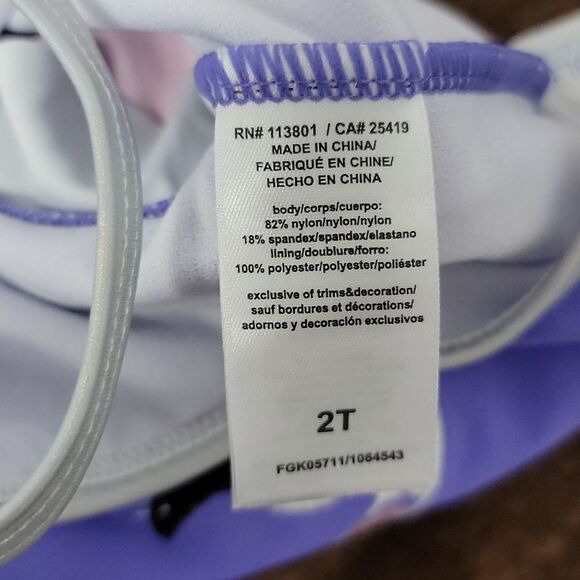 RN# 113801 / CA# 25419
MADE IN CHINA/
FABRIQUÉ EN CHINE/
HECHO EN CHINA
body/corps/cuerpo:
82% nylon/nylon/nylon
18% spandex/spandex/elastano
lining/doublure/forro:
100% polyester/polyester/poliéster
exclusive of trims&decoration/
sauf bordures et décorations/
adornos y decoración exclusivos
2T
FGK05711/1064543